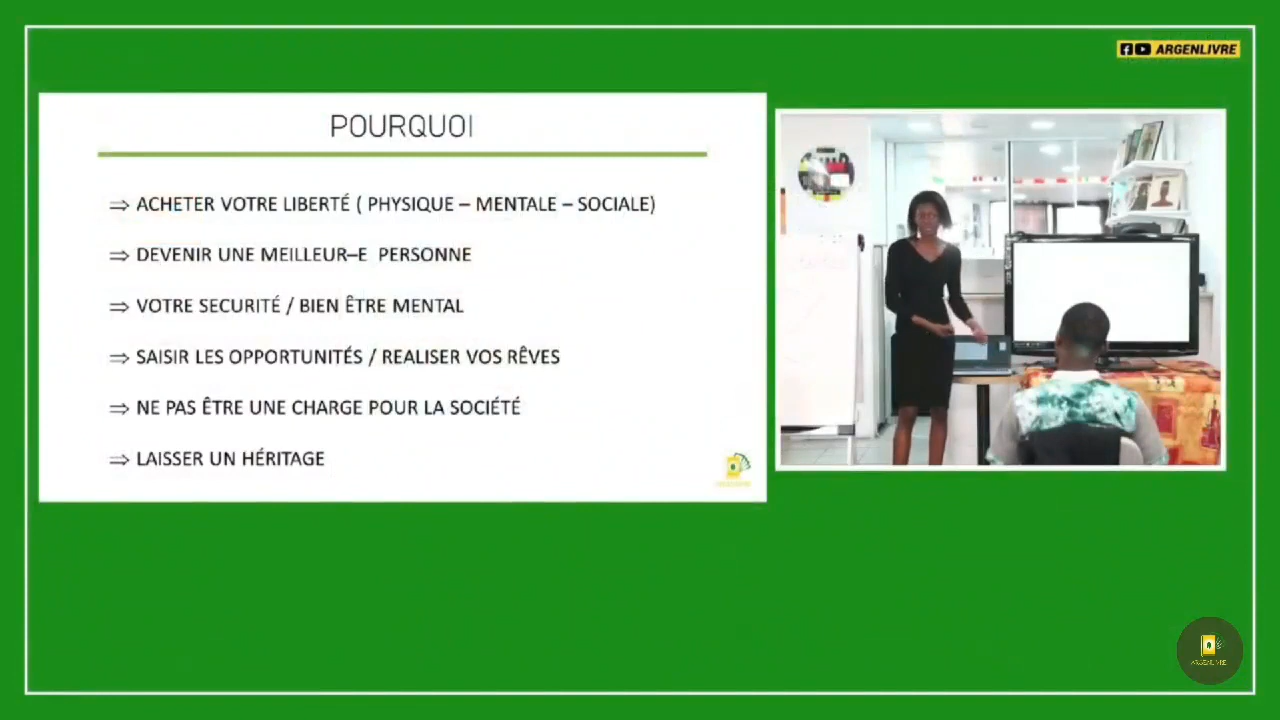 ARGENLIVRE
POURQUOI
⇒ ACHETER VOTRE LIBERTÉ ( PHYSIQUE – MENTALE – SOCIALE)
⇒ DEVENIR UNE MEILLEUR–E PERSONNE
⇒ VOTRE SECURITÉ / BIEN ÊTRE MENTAL
⇒ SAISIR LES OPPORTUNITÉS / REALISER VOS RÊVES
⇒ NE PAS ÊTRE UNE CHARGE POUR LA SOCIÉTÉ
⇒ LAISSER UN HÉRITAGE
ARGENLIVRE